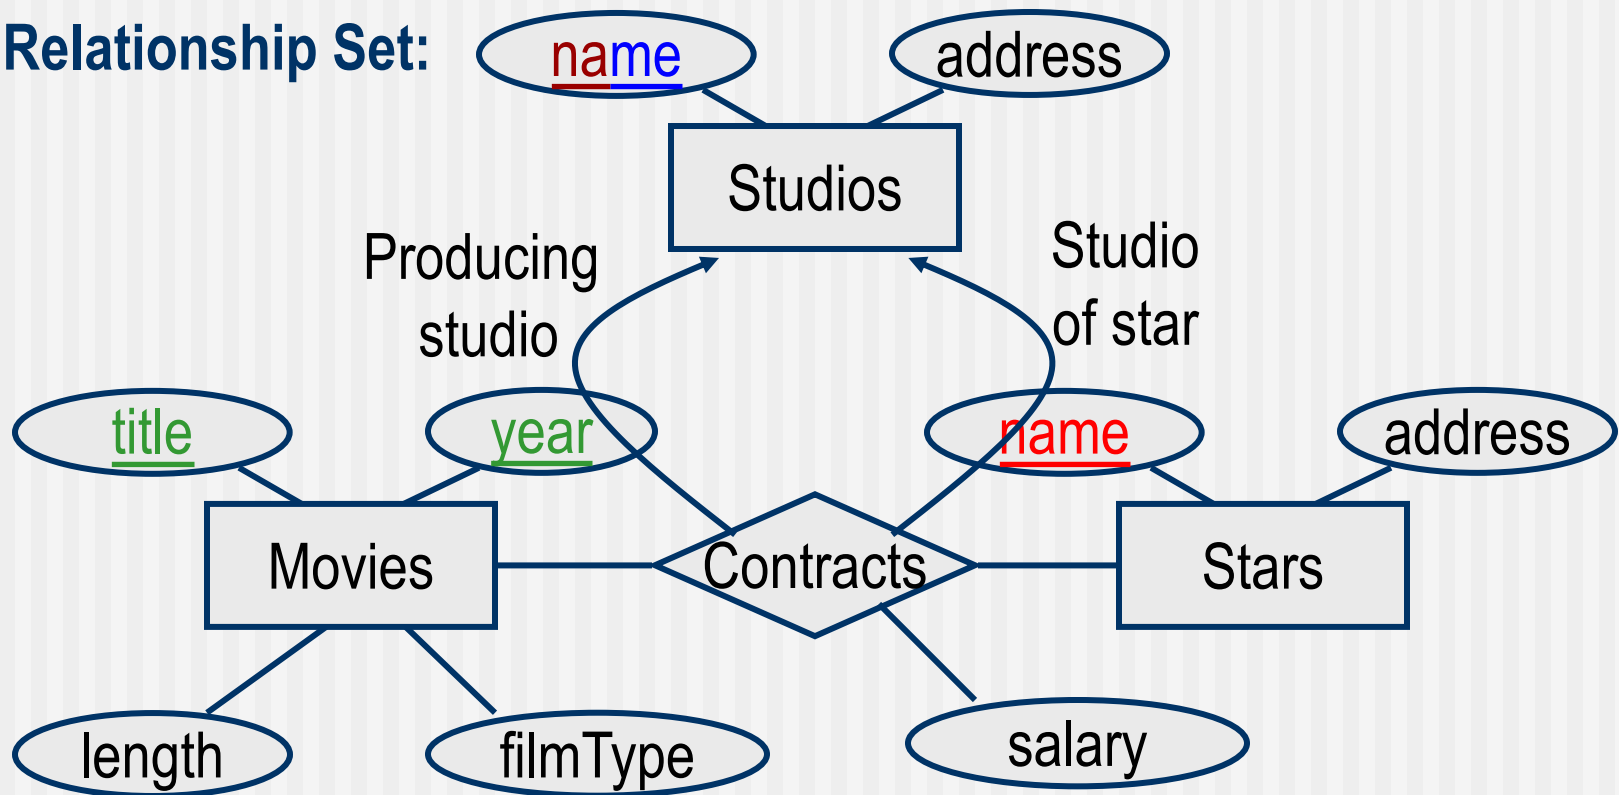 Relationship Set:
name
address
Studios
Producing
studio
Studio
of star
title
year
name
address
Movies
Contracts
Stars
length
filmType
salary